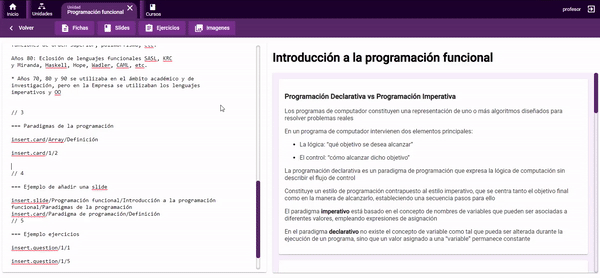 Inicio
Unidades
Unidad
Programación funcional
Cursos
profesor
Volver
Fichas
Slides
Ejercicios
Imagenes
funciones de orden superior, polimorfismo, etc.
Años 80: Eclosión de lenguajes funcionales SASL, KRC
y Miranda, Haskell, Hope, Wadler, CAML, etc.
* Años 70, 80 y 90 se utilizaba en el ámbito académico y de
investigación, pero en la Empresa se utilizaban los lenguajes
imperativos y OO
// 3
=== Paradigmas de la programación
insert.card/Array/Definición
insert.card/1/2
// 4
=== Ejemplo de añadir una slide
insert.slide/Programación funcional/Introducción a la programación
funcional/Paradigmas de la programación
insert.card/Paradigma de programación/Definición
// 5
=== Ejemplo ejercicios
insert.question/1/1
insert.question/1/5
Introducción a la programación funcional
Programación Declarativa vs Programación Imperativa
Los programas de computador constituyen una representación de uno o más algoritmos diseñados para
resolver problemas reales
En un programa de computador intervienen dos elementos principales:
• La lógica: "qué objetivo se desea alcanzar"
• El control: "cómo alcanzar dicho objetivo"
La programación declarativa es un paradigma de programación que expresa la lógica de computación sin
describir el flujo de control
Constituye un estilo de programación contrapuesto al estilo imperativo, que se centra tanto el objetivo final
como en la manera de alcanzarlo, estableciendo una secuencia pasos para ello
El paradigma imperativo está basado en el concepto de nombres de variables que pueden ser asociadas a
diferentes valores, empleando expresiones de asignación
En el paradigma declarativo no existe el concepto de variable como tal que pueda ser alterada durante la
ejecución de un programa, sino que un valor asignado a una "variable" permanece constante